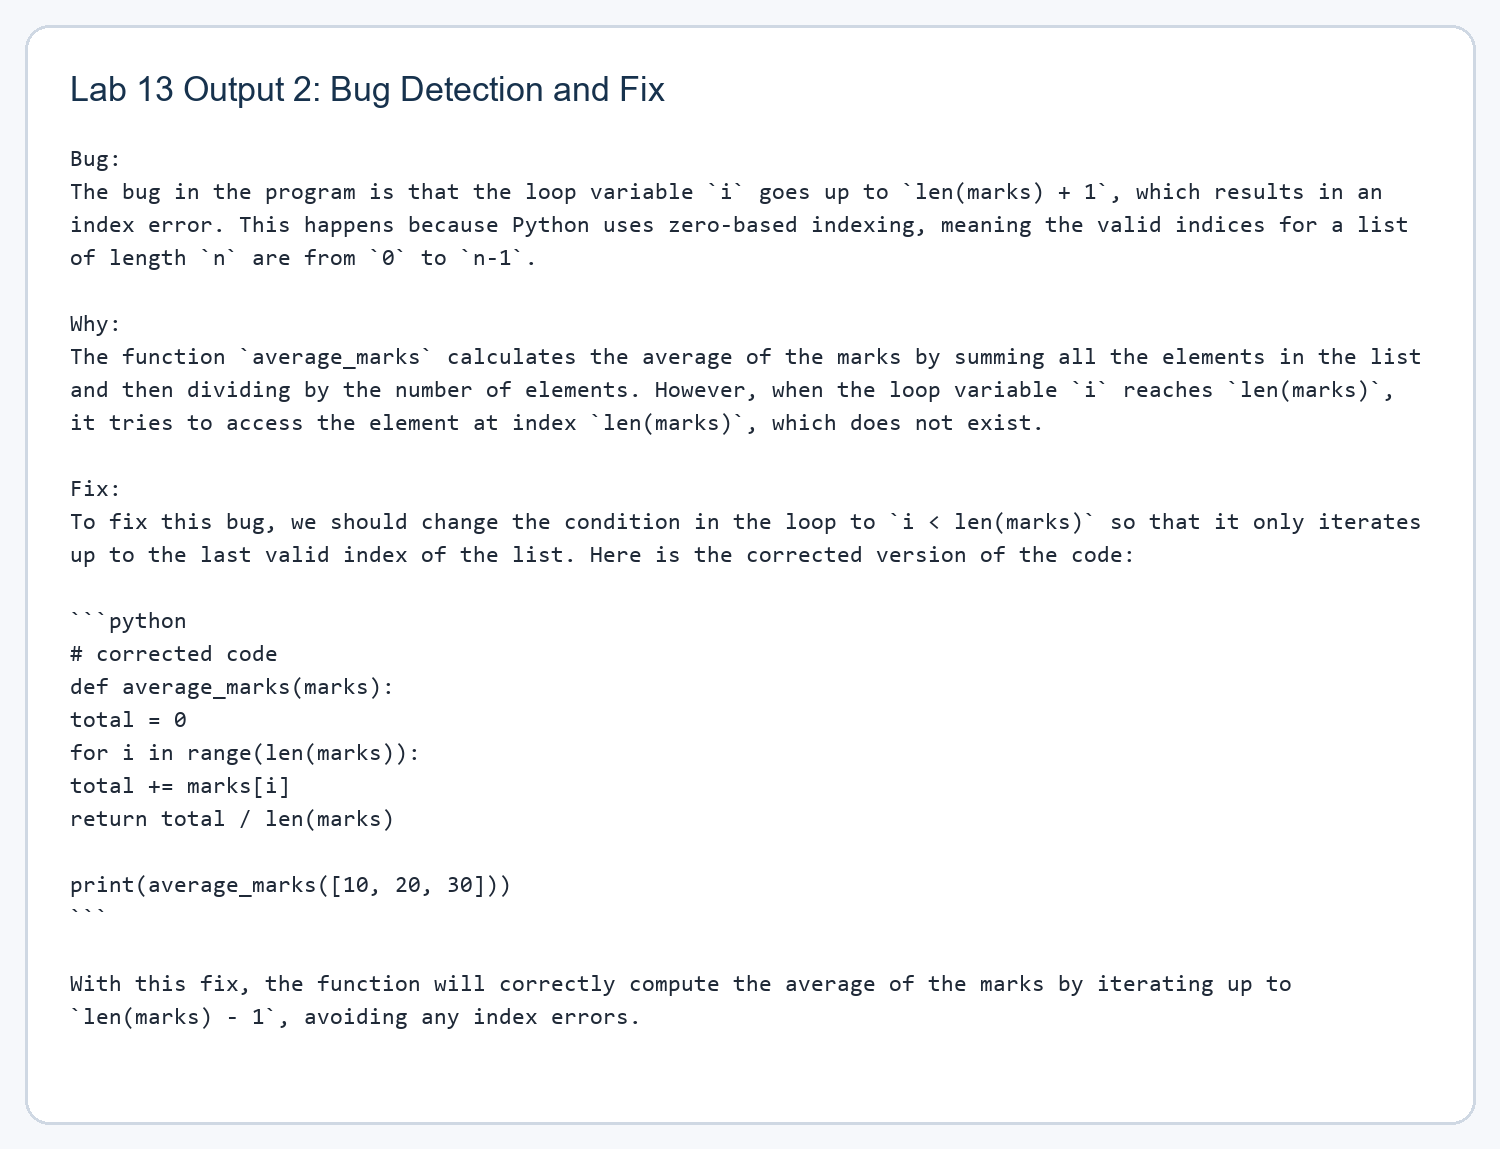 Lab 13 Output 2: Bug Detection and Fix
Bug:
The bug in the program is that the loop variable `i` goes up to `len(marks) + 1`, which results in an
index error. This happens because Python uses zero-based indexing, meaning the valid indices for a list
of length `n` are from `0` to `n-1`.
Why:
The function `average_marks` calculates the average of the marks by summing all the elements in the list
and then dividing by the number of elements. However, when the loop variable `i` reaches `len(marks)`,
it tries to access the element at index `len(marks)`, which does not exist.
Fix:
To fix this bug, we should change the condition in the loop to `i < len(marks)` so that it only iterates
up to the last valid index of the list. Here is the corrected version of the code:
```python
# corrected code
def average_marks(marks):
total = 0
for i in range(len(marks)):
total += marks[i]
return total / len(marks)
print(average_marks([10, 20, 30]))
```
With this fix, the function will correctly compute the average of the marks by iterating up to
`len(marks) - 1`, avoiding any index errors.